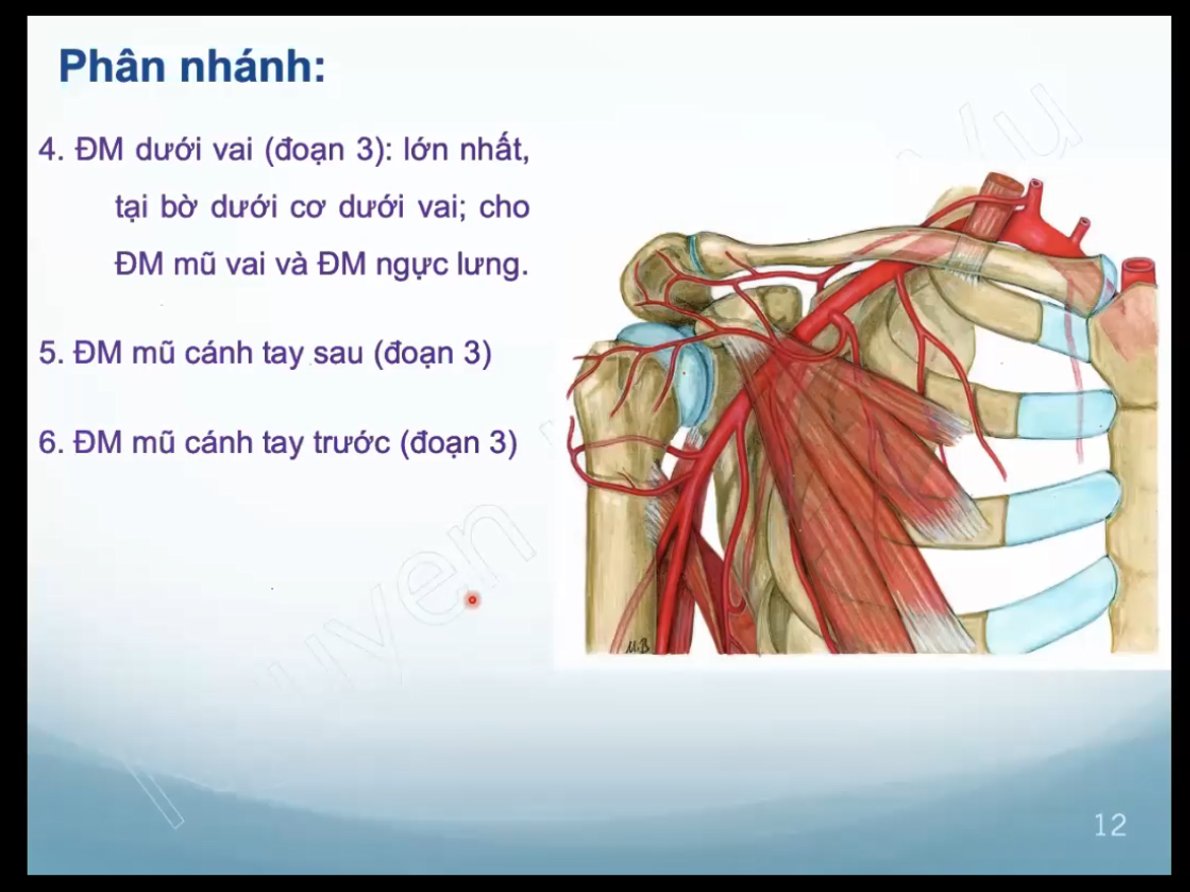 Phân nhánh:
4. ĐM dưới vai (đoạn 3): lớn nhất,
tại bờ dưới cơ dưới vai; cho
ĐM mũ vai và ĐM ngực lưng.
5. ĐM mũ cánh tay sau (đoạn 3)
6. ĐM mũ cánh tay trước (đoạn 3)
M.B
12